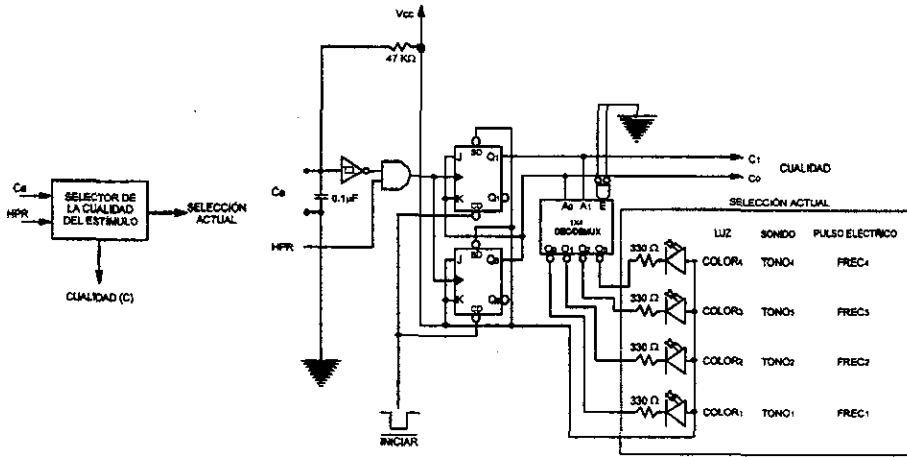 Ca
HPR
SELECTOR DE
LA CUALIDAD
DEL ESTÍMULO
SELECCIÓN
ACTUAL
CUALIDAD (C)
Vcc
47 KΩ
Ca
0.1µF
HPR
INICIAR
J
SD
Q1
K
Q1
CD
J
SD
Q0
K
Q0
CD
A0
A1
E
1X4
DEC/DEMUX
O0
O1
O2
O3
C1
C0
CUALIDAD
SELECCIÓN ACTUAL
LUZ
SONIDO
PULSO ELÉCTRICO
330 Ω
COLOR4
TONO4
FREC4
330 Ω
COLOR3
TONO3
FREC3
330 Ω
COLOR2
TONO2
FREC2
330 Ω
COLOR1
TONO1
FREC1